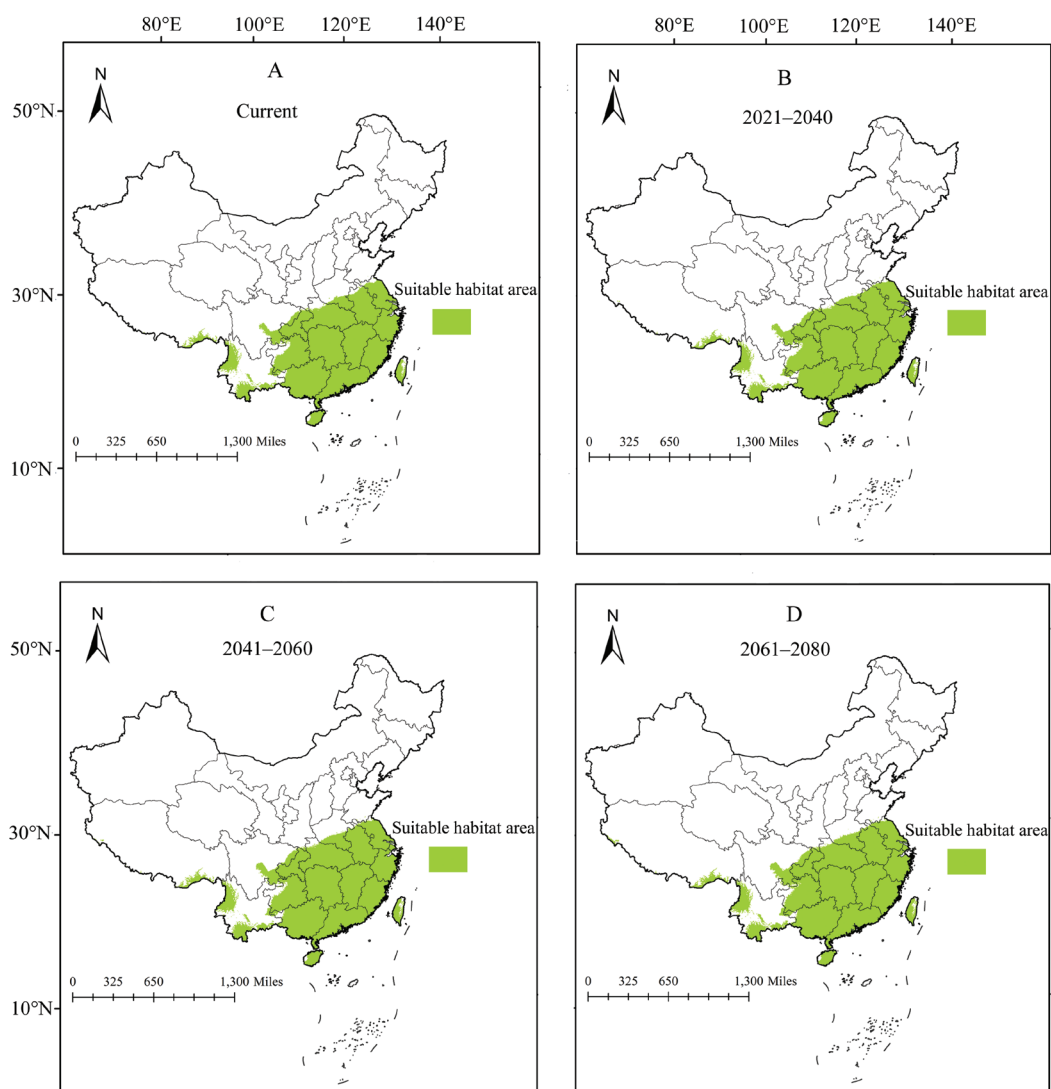 80°E 100°E 120°E 140°E
80°E 100°E 120°E 140°E
50°N
30°N
10°N
N
A
Current
Suitable habitat area
0 325 650 1,300 Miles
N
B
2021–2040
Suitable habitat area
0 325 650 1,300 Miles
50°N
30°N
10°N
N
C
2041–2060
Suitable habitat area
0 325 650 1,300 Miles
N
D
2061–2080
Suitable habitat area
0 325 650 1,300 Miles